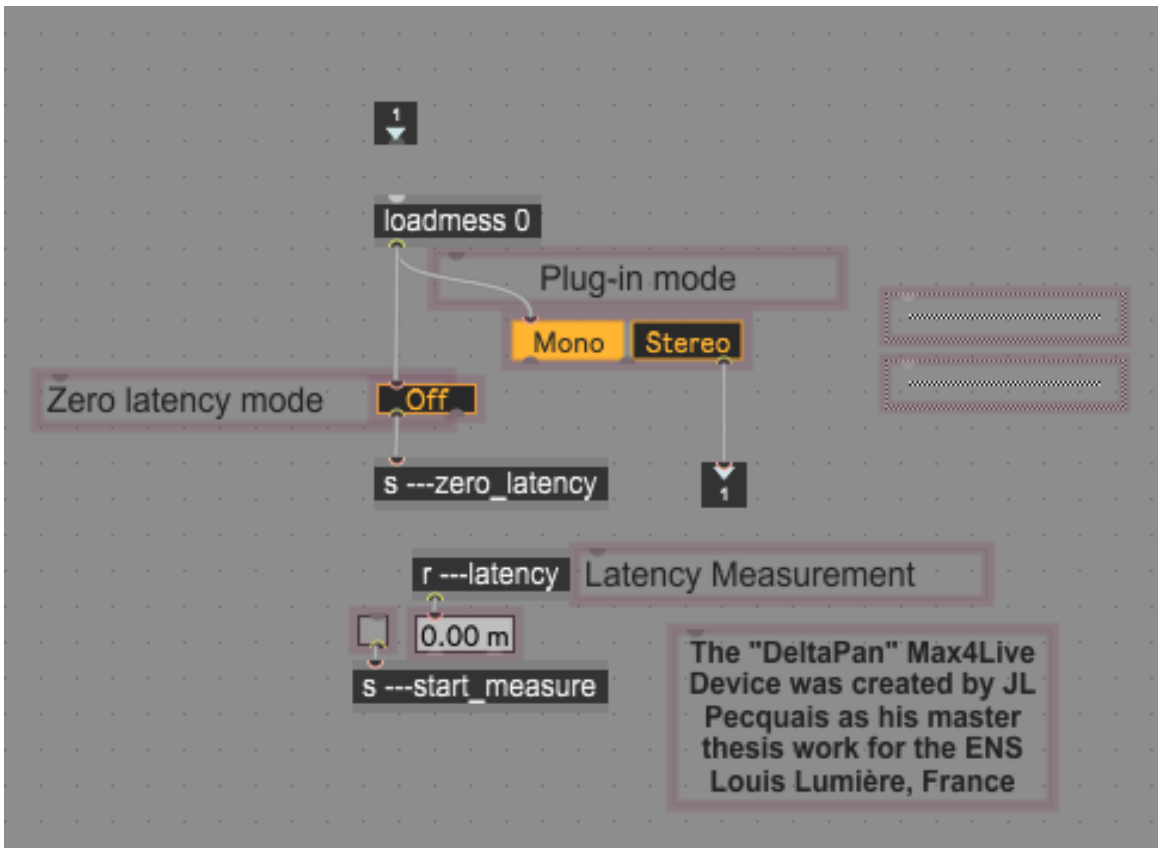 1
loadmess 0
Plug-in mode
Mono Stereo
Zero latency mode Off
s ---zero_latency
1
r ---latency Latency Measurement
0.00 m
s ---start_measure
The "DeltaPan" Max4Live
Device was created by JL
Pecquais as his master
thesis work for the ENS
Louis Lumière, France